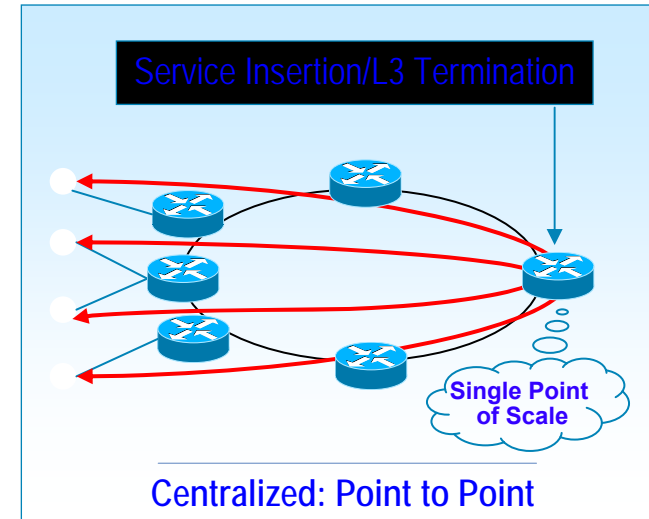 Service Insertion/L3 Termination
Single Point
of Scale
Centralized: Point to Point